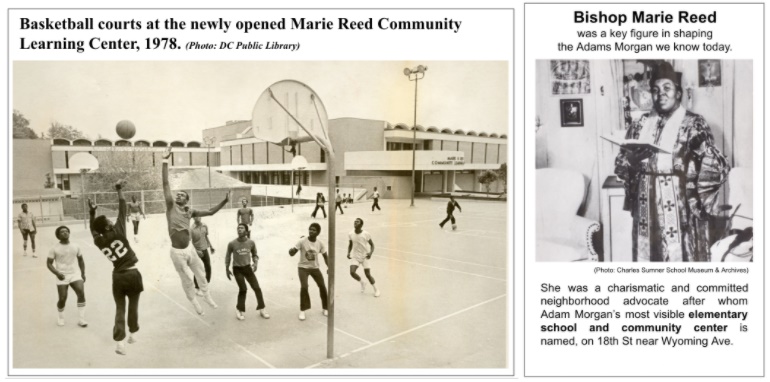 Basketball courts at the newly opened Marie Reed Community
Learning Center, 1978. (Photo: DC Public Library)
22
Bishop Marie Reed
was a key figure in shaping
the Adams Morgan we know today.
(Photo: Charles Sumner School Museum & Archives)
She was a charismatic and committed
neighborhood advocate after whom
Adam Morgan's most visible elementary
school and community center is
named, on 18th St near Wyoming Ave.